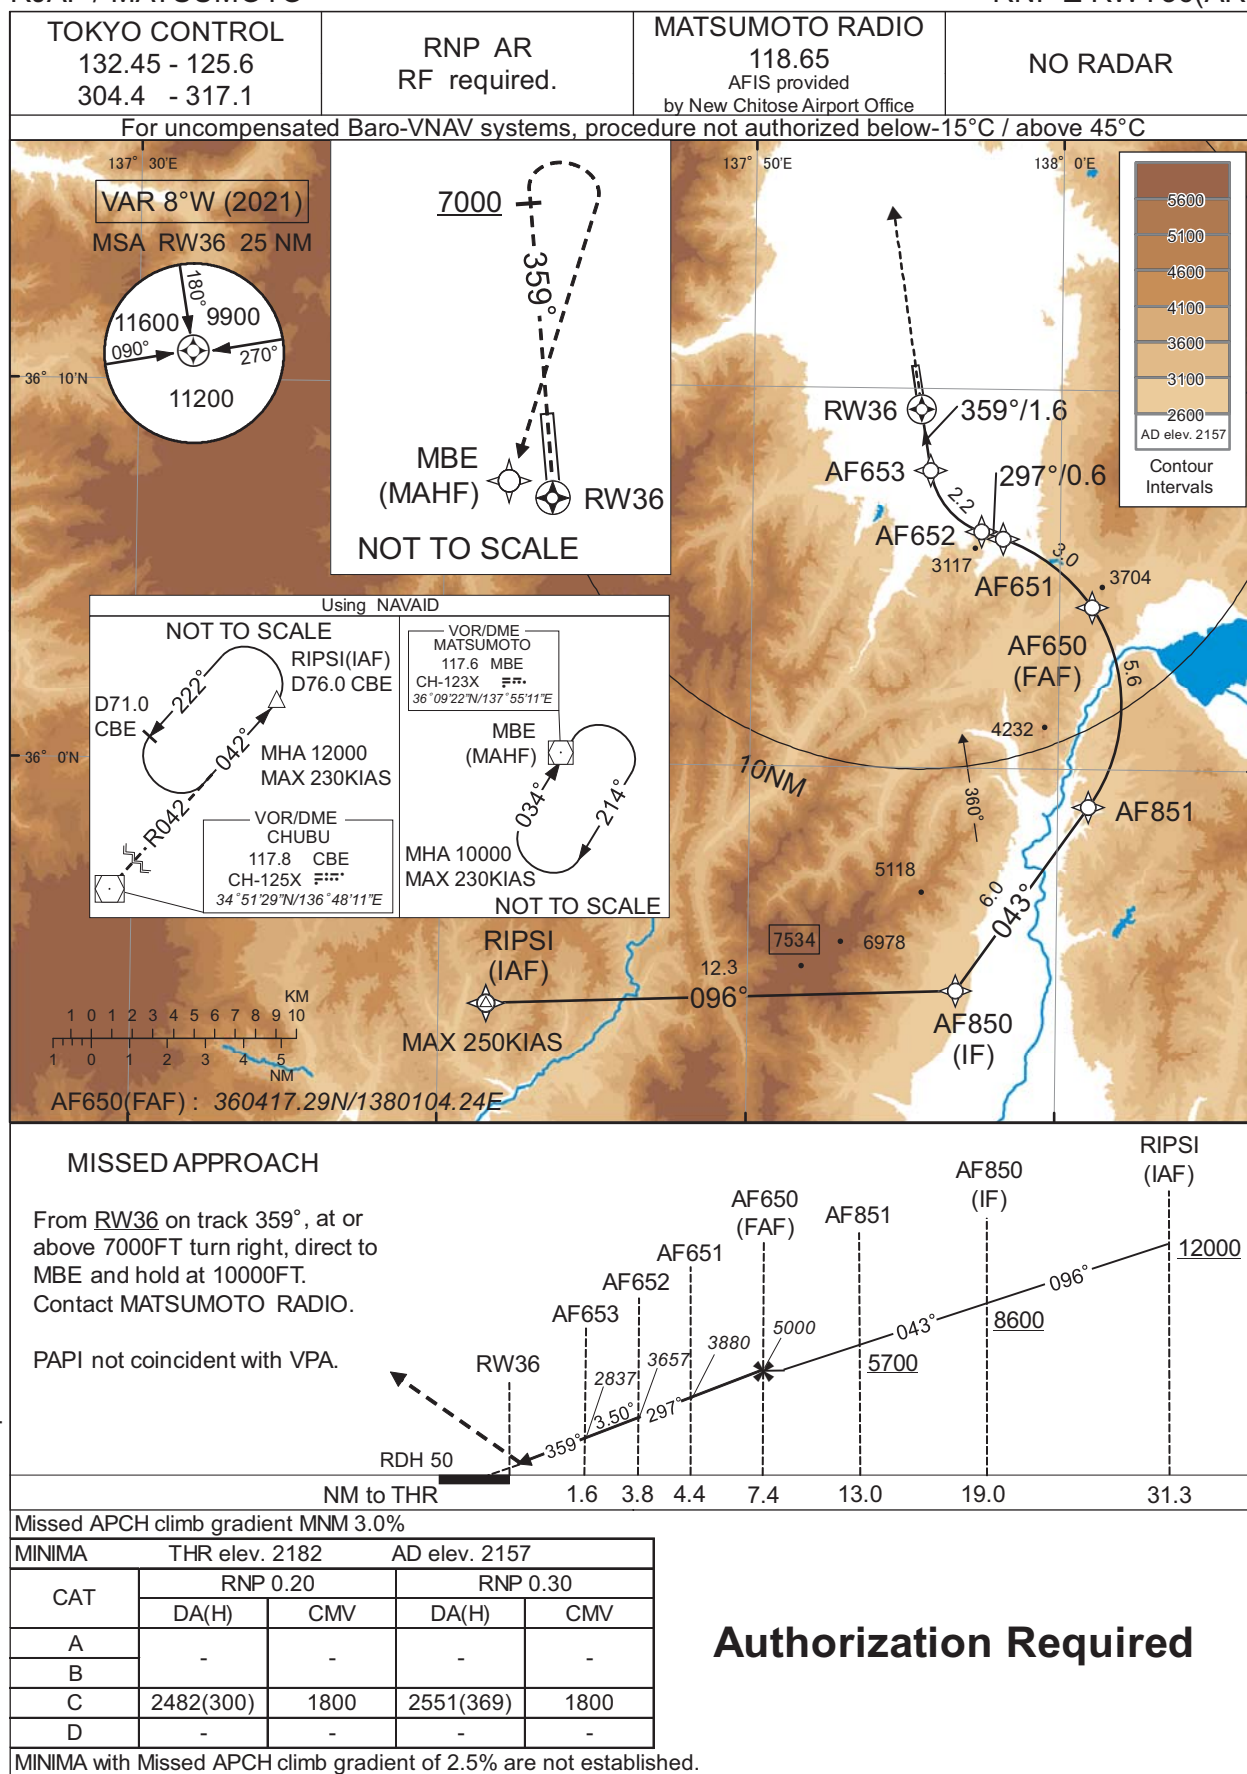 TOKYO CONTROL
132.45 - 125.6
304.4 - 317.1
RNP AR
RF required.
MATSUMOTO RADIO
118.65
AFIS provided
by New Chitose Airport Office
NO RADAR
For uncompensated Baro-VNAV systems, procedure not authorized below-15°C / above 45°C
137° 30'E
137° 50'E
138° 0'E
VAR 8°W (2021)
MSA RW36 25 NM
180°
11600
9900
090°
270°
11200
36° 10'N
36° 0'N
7000
359°
MBE
(MAHF)
RW36
NOT TO SCALE
5600
5100
4600
4100
3600
3100
2600
AD elev. 2157
Contour
Intervals
RW36
359°/1.6
AF653
297°/0.6
2.2
AF652
3117
3.0
AF651
3704
AF650
(FAF)
5.6
4232
10NM
360°
AF851
5118
6.0
043°
7534
6978
12.3
096°
RIPSI
(IAF)
MAX 250KIAS
AF850
(IF)
Using NAVAID
NOT TO SCALE
RIPSI(IAF)
D76.0 CBE
222°
D71.0
CBE
042°
MHA 12000
MAX 230KIAS
R042
VOR/DME
CHUBU
117.8 CBE
CH-125X
34°51'29"N/136°48'11"E
VOR/DME
MATSUMOTO
117.6 MBE
CH-123X
36°09'22"N/137°55'11"E
MBE
(MAHF)
034°
214°
MHA 10000
MAX 230KIAS
NOT TO SCALE
KM
1 0 1 2 3 4 5 6 7 8 9 10
1 0 1 2 3 4 5
NM
AF650(FAF) : 360417.29N/1380104.24E
MISSED APPROACH
From RW36 on track 359°, at or
above 7000FT turn right, direct to
MBE and hold at 10000FT.
Contact MATSUMOTO RADIO.
PAPI not coincident with VPA.
RIPSI
(IAF)
AF850
(IF)
AF650
(FAF)
AF851
AF651
AF652
AF653
RW36
12000
096°
8600
043°
5700
5000
3880
3657
2837
297°
3.50°
359°
RDH 50
NM to THR 1.6 3.8 4.4 7.4 13.0 19.0 31.3
Missed APCH climb gradient MNM 3.0%
MINIMA THR elev. 2182 AD elev. 2157
CAT RNP 0.20 RNP 0.30
DA(H) CMV DA(H) CMV
A - - - -
B
C 2482(300) 1800 2551(369) 1800
D - - - -
MINIMA with Missed APCH climb gradient of 2.5% are not established.
Authorization Required